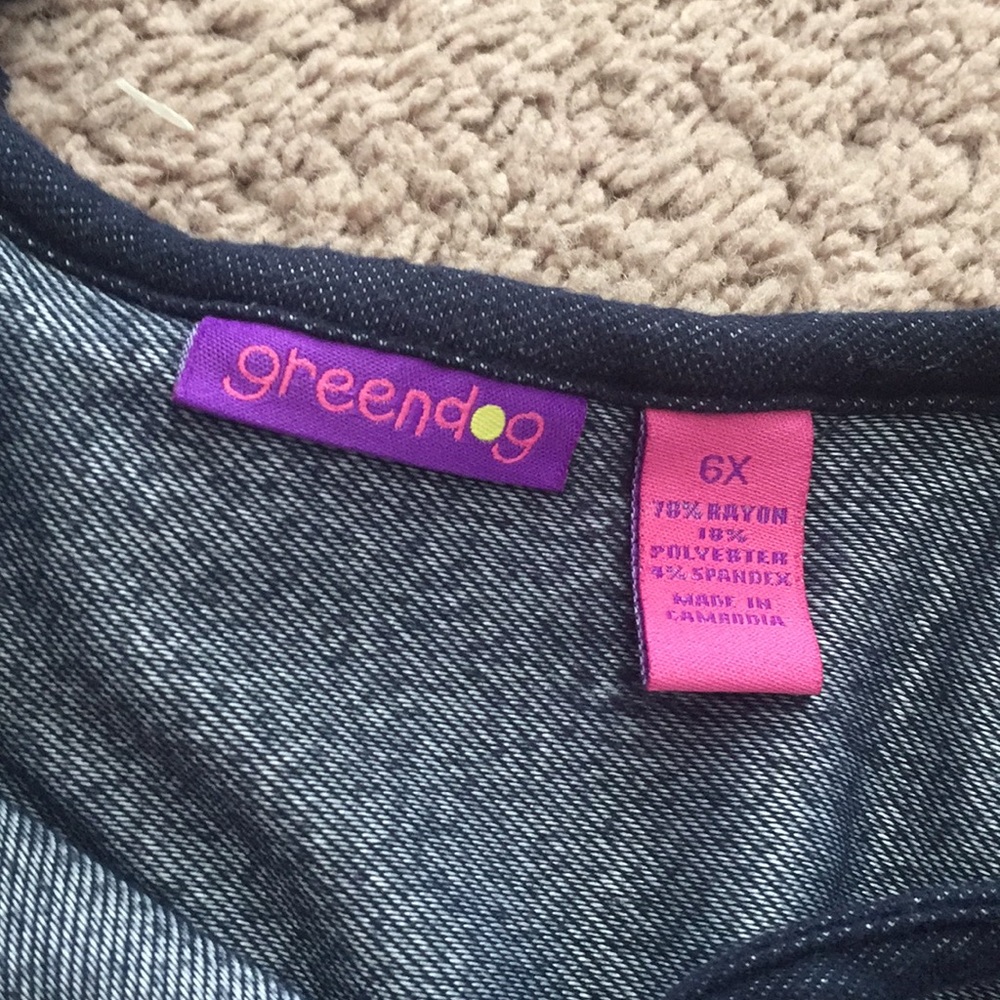 greendog
6X
78% RAYON
18%
POLYESTER
4% SPANDEX
MADE IN
CAMBODIA